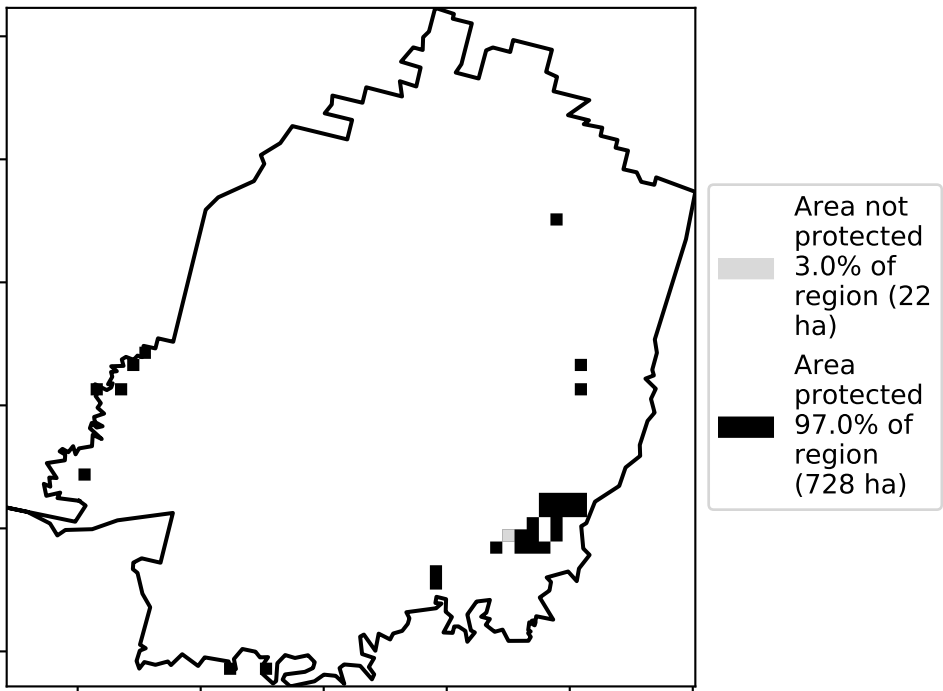 Area not
protected
3.0% of
region (22
ha)
Area
protected
97.0% of
region
(728 ha)